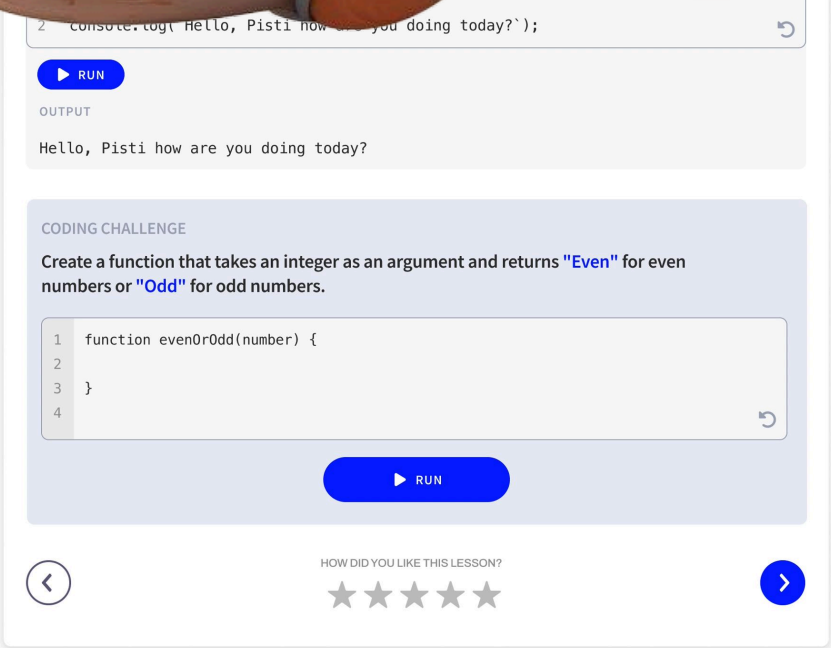 2 console.log(`Hello, Pisti how are you doing today?`);
RUN
OUTPUT
Hello, Pisti how are you doing today?
CODING CHALLENGE
Create a function that takes an integer as an argument and returns "Even" for even
numbers or "Odd" for odd numbers.
1 function evenOrOdd(number) {
2
3 }
4
RUN
HOW DID YOU LIKE THIS LESSON?